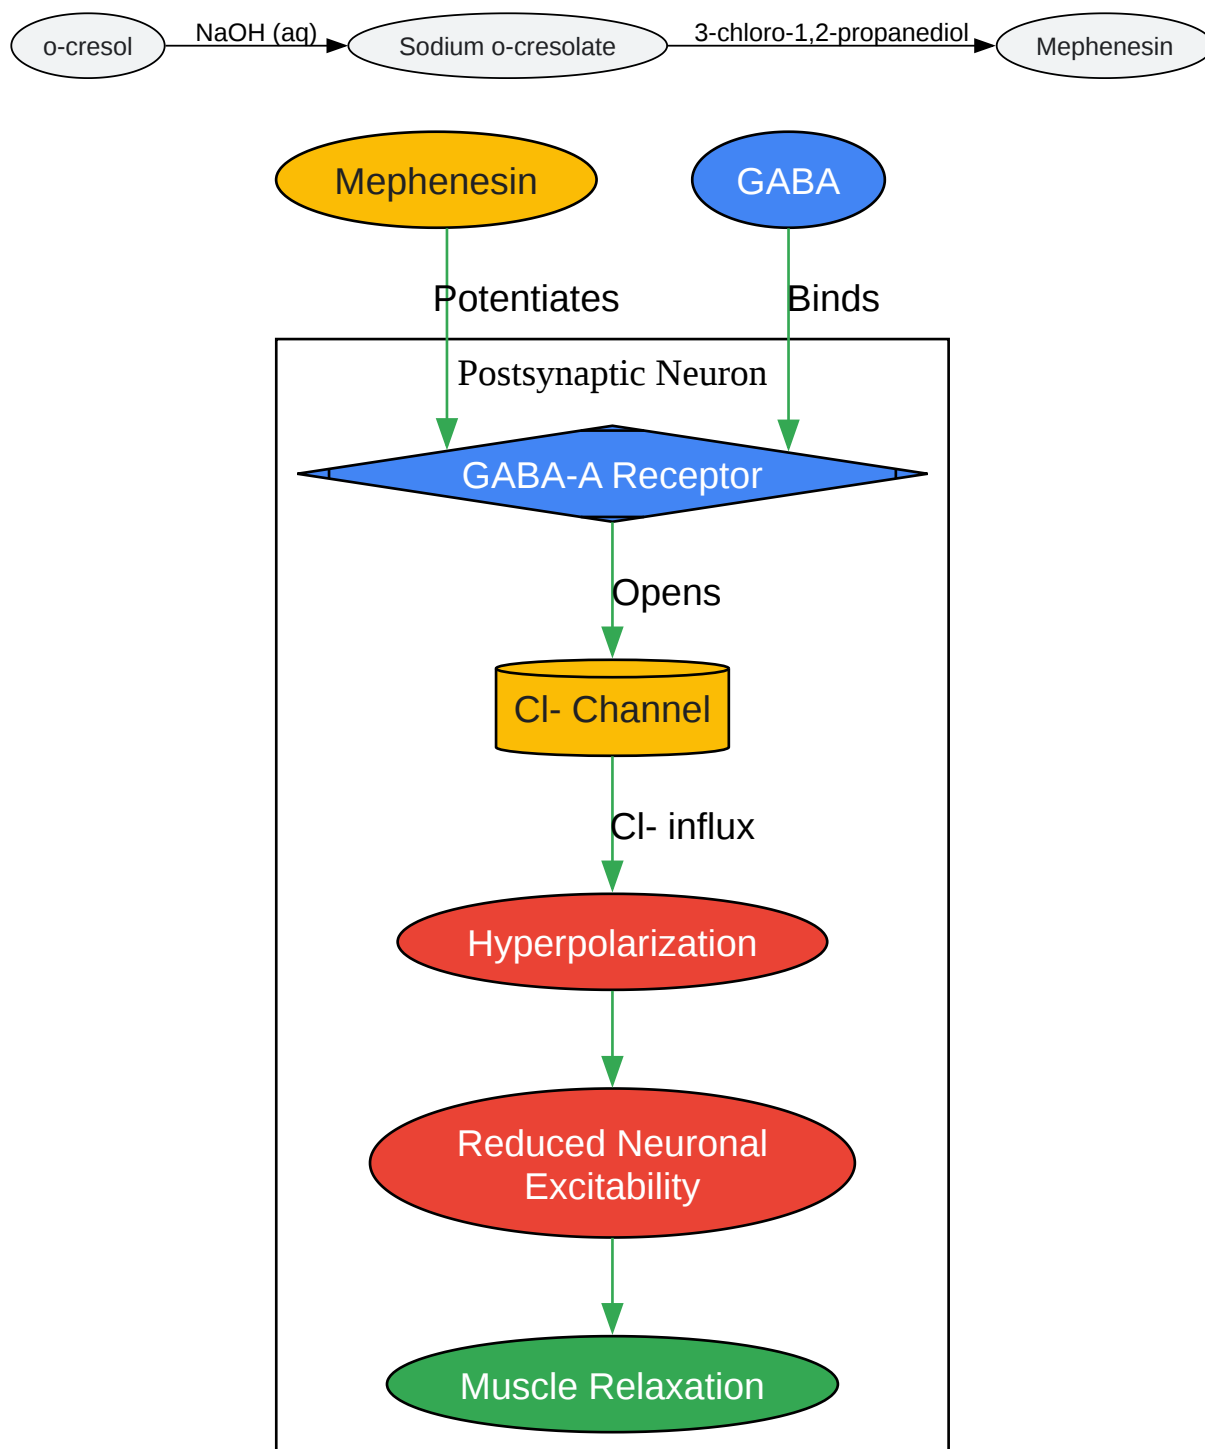 o-cresol
NaOH (aq)
Sodium o-cresolate
3-chloro-1,2-propanediol
Mephenesin
Mephenesin
GABA
Potentiates
Binds
Postsynaptic Neuron
GABA-A Receptor
Opens
Cl- Channel
Cl- influx
Hyperpolarization
Reduced Neuronal
Excitability
Muscle Relaxation